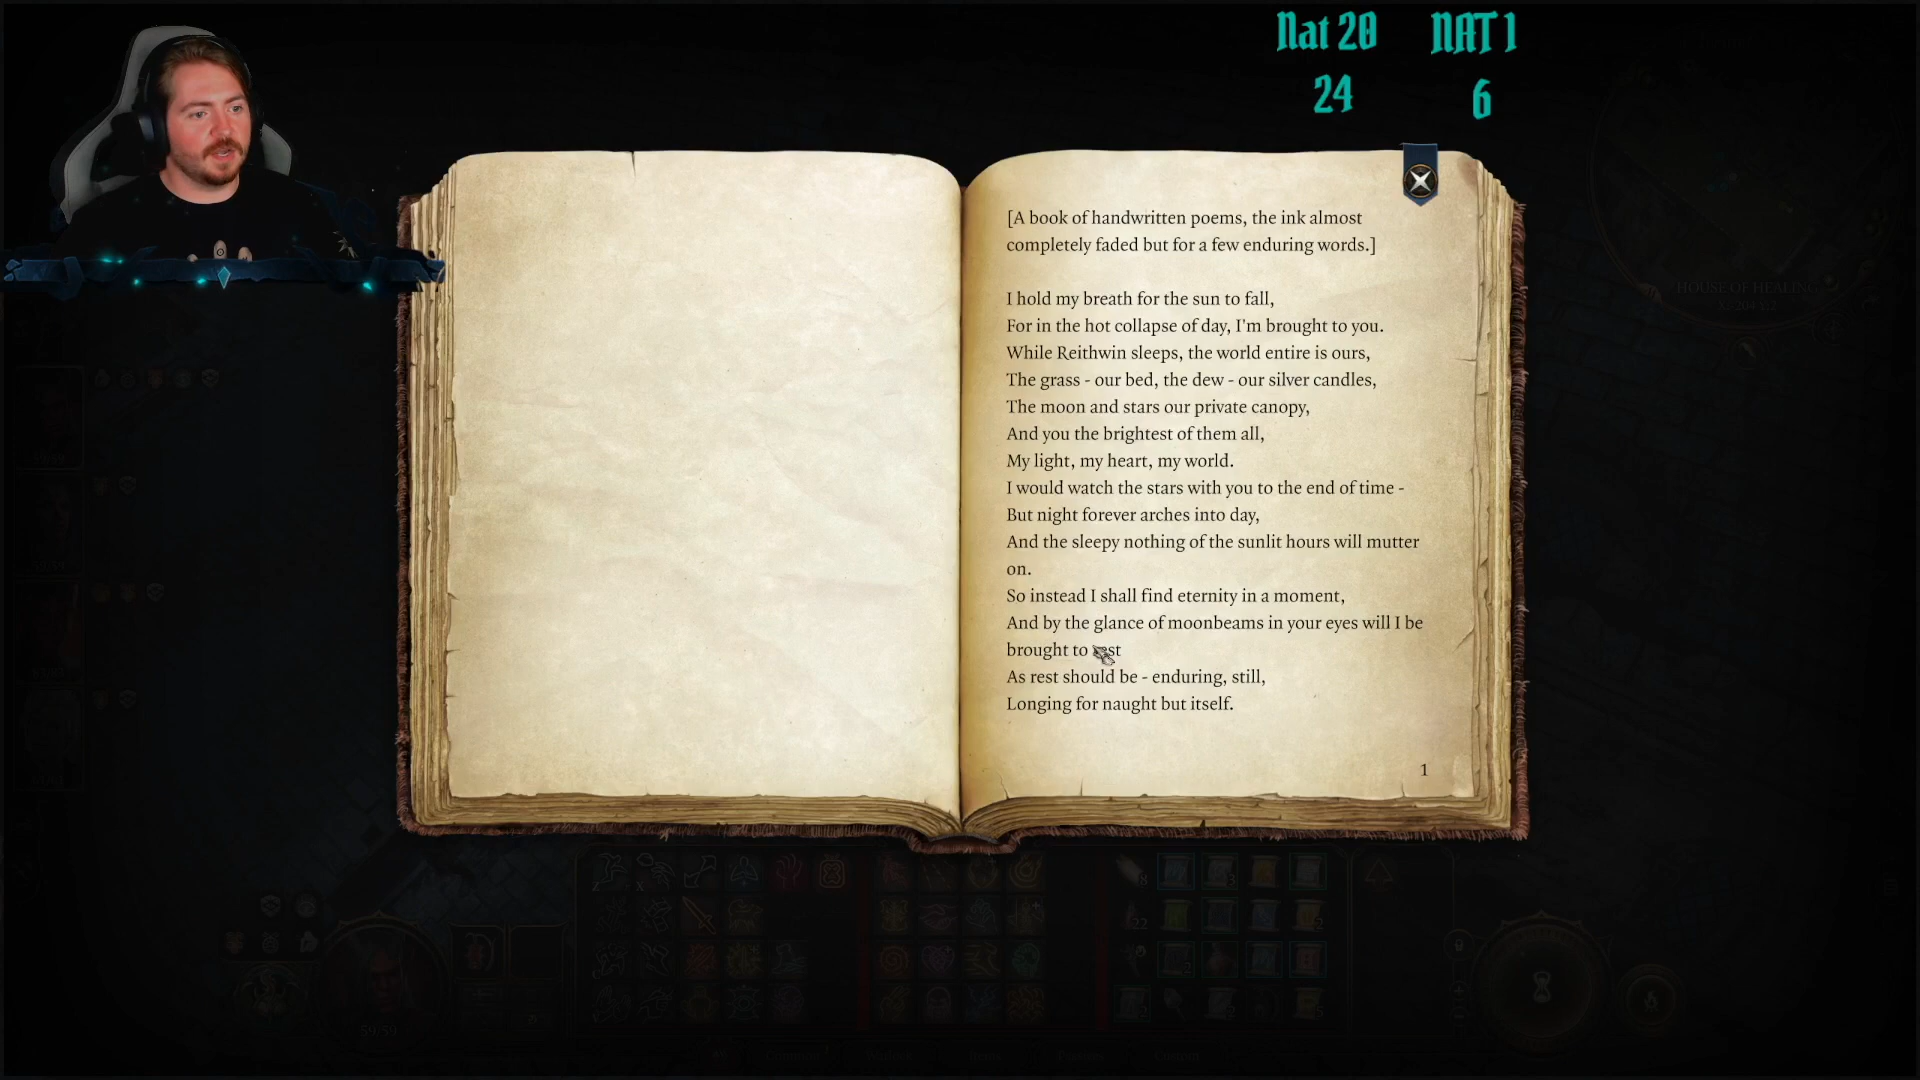 Nat 20 NAT 1
24 6
[A book of handwritten poems, the ink almost
completely faded but for a few enduring words.]
I hold my breath for the sun to fall,
For in the hot collapse of day, I'm brought to you.
While Reithwin sleeps, the world entire is ours,
The grass - our bed, the dew - our silver candles,
The moon and stars our private canopy,
And you the brightest of them all,
My light, my heart, my world.
I would watch the stars with you to the end of time -
But night forever arches into day,
And the sleepy nothing of the sunlit hours will mutter
on.
So instead I shall find eternity in a moment,
And by the glance of moonbeams in your eyes will I be
brought to rest
As rest should be - enduring, still,
Longing for naught but itself.
1
HOUSE OF HEALING
59/59